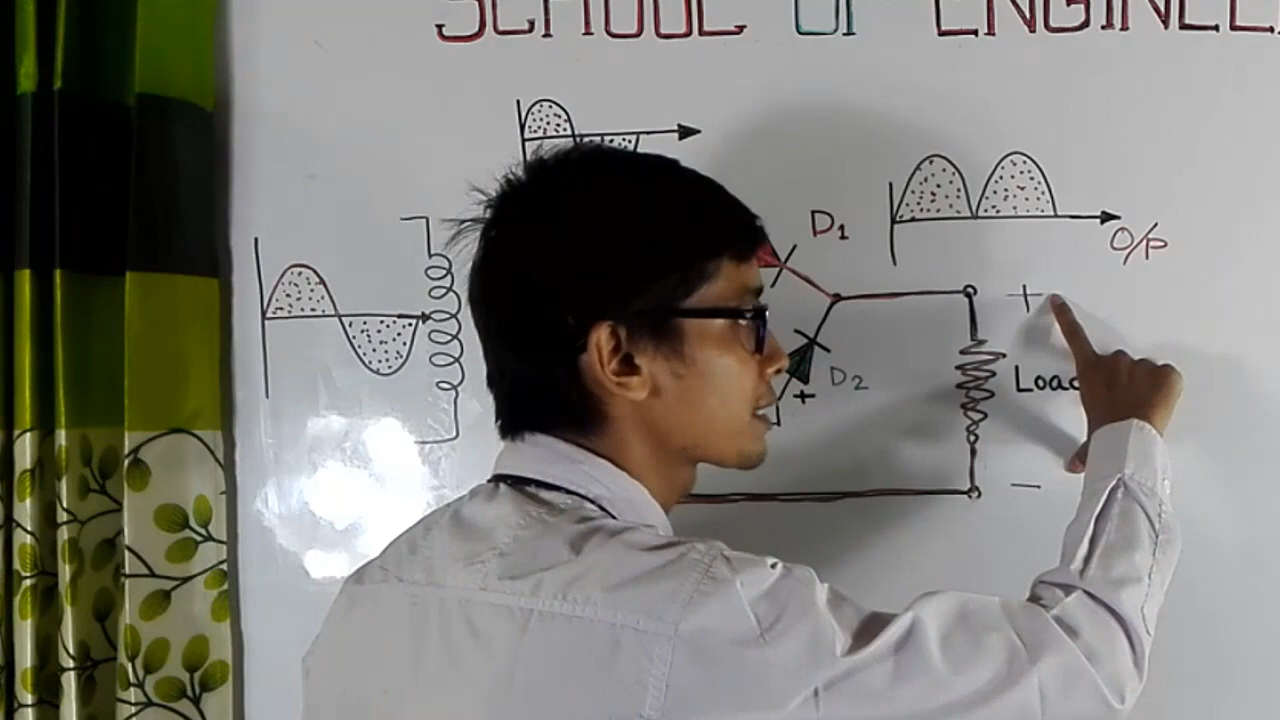 SCHOOL OF ENGINEE
D1
O/P
+
D2
+
Load
−